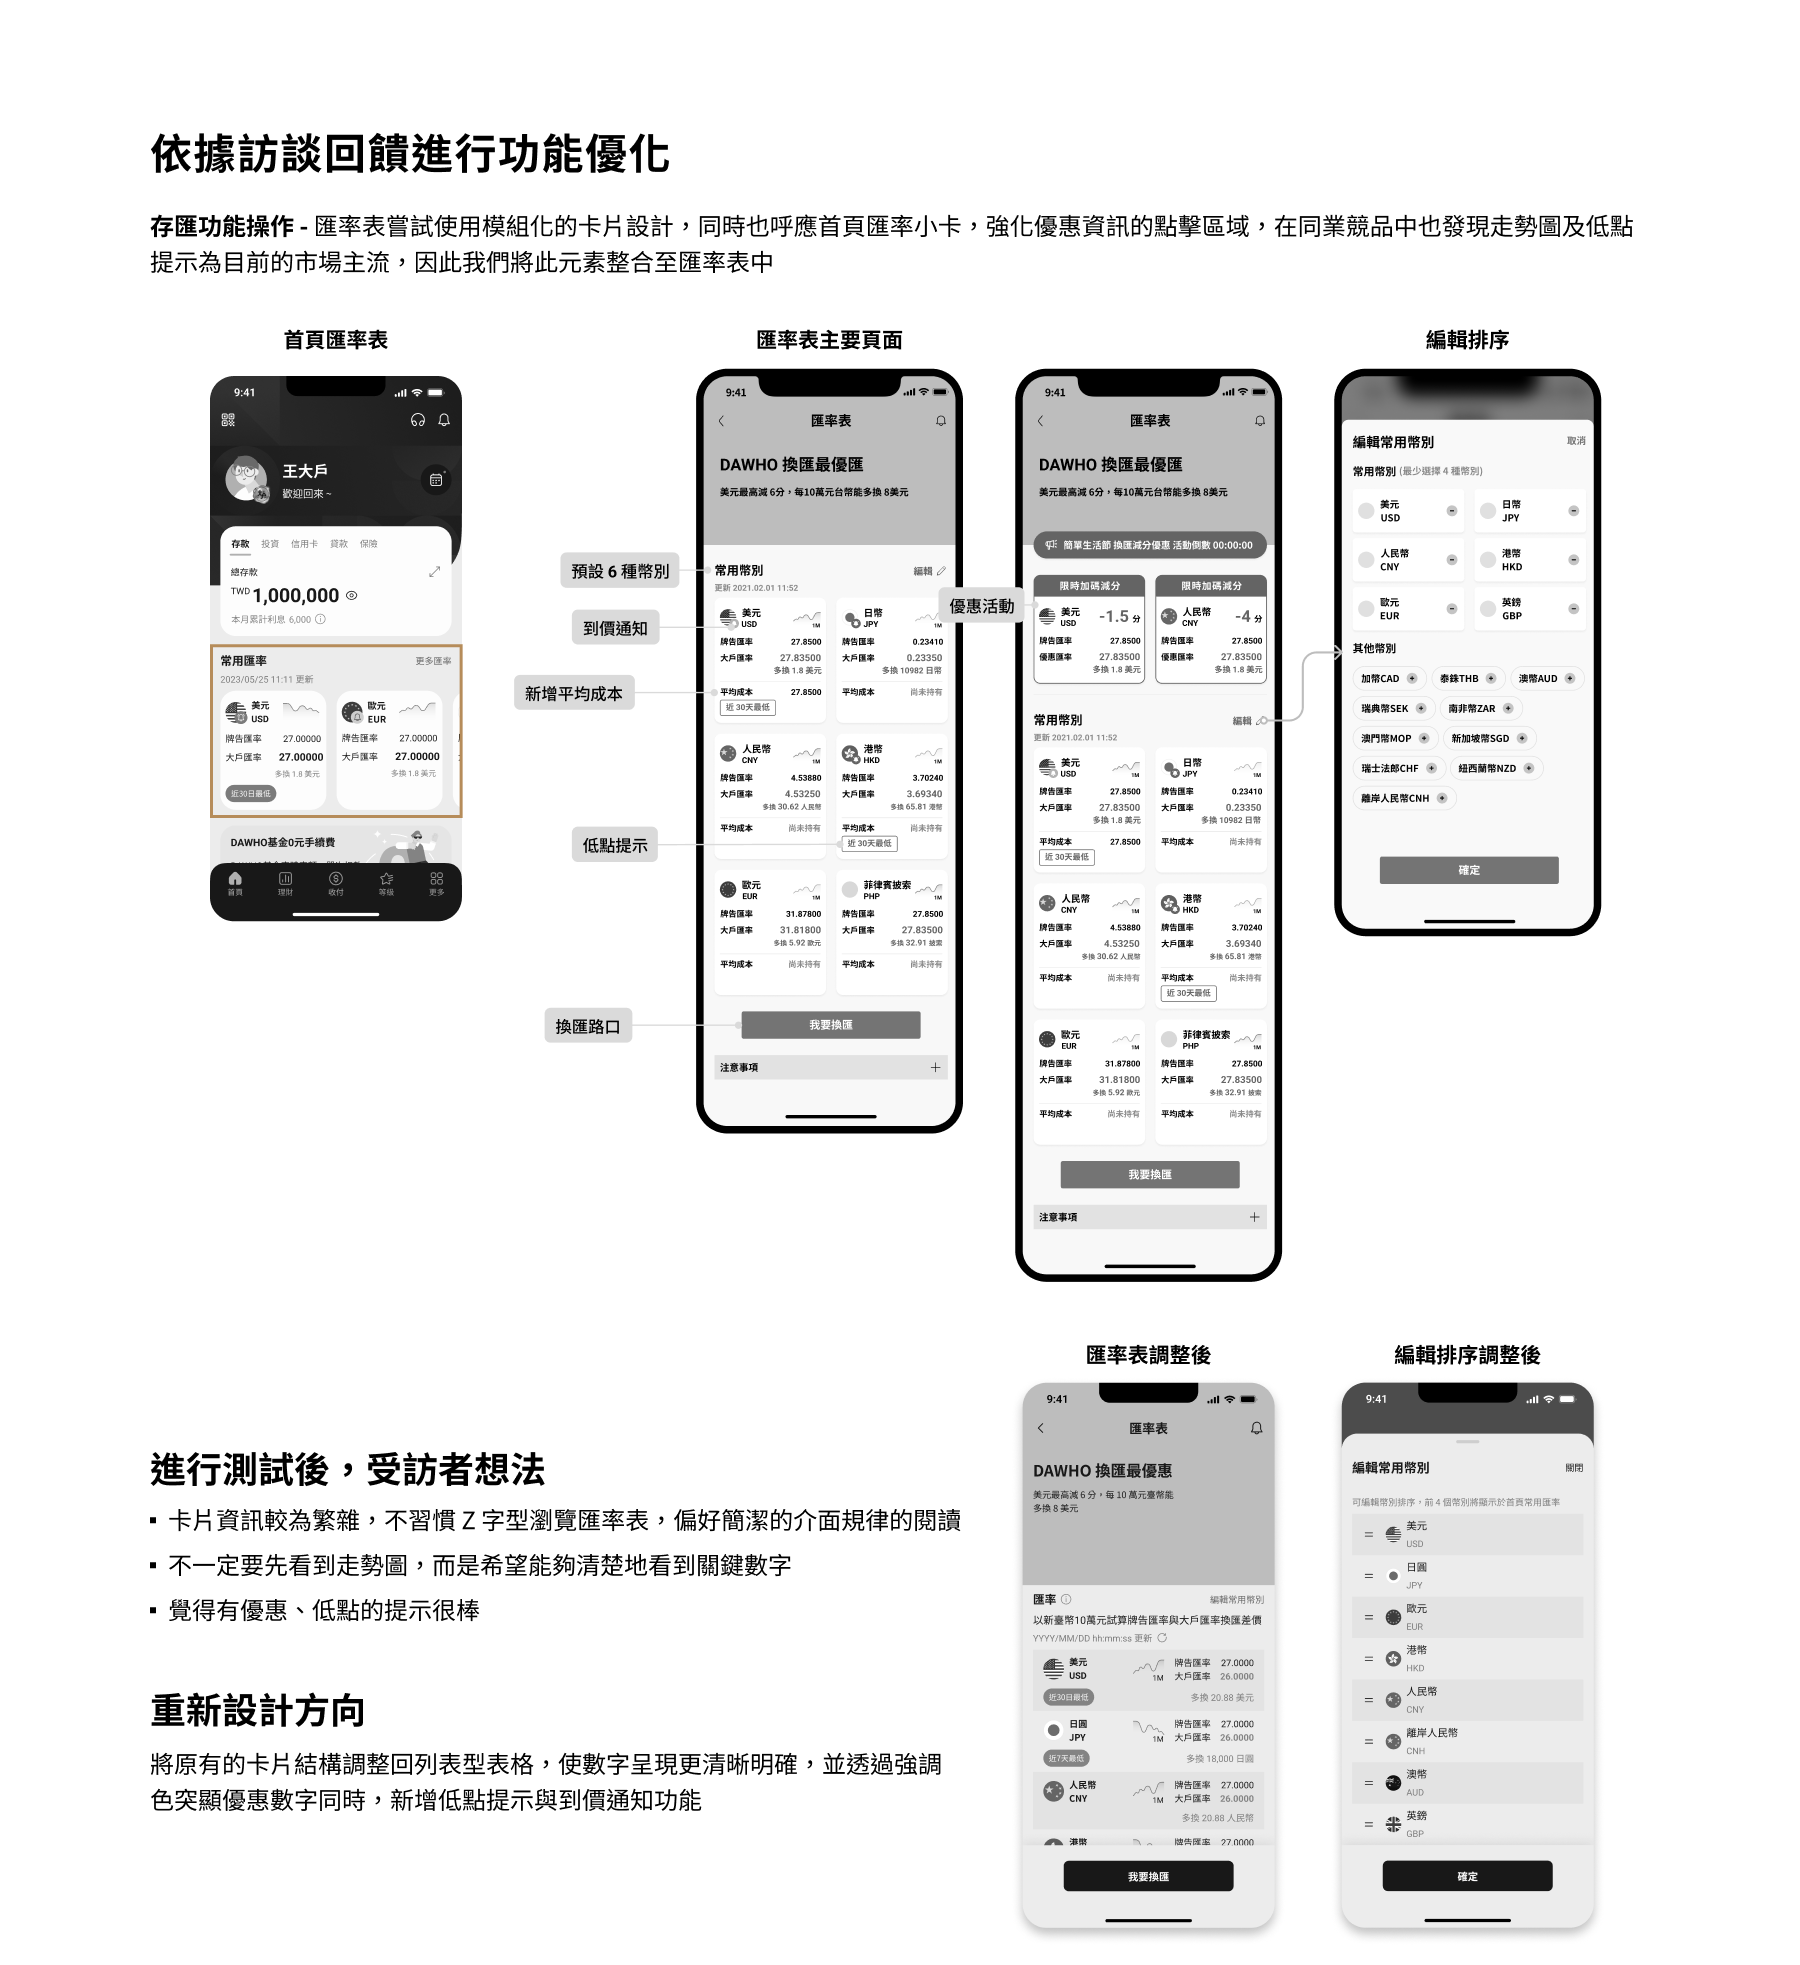 依據訪談回饋進行功能優化
存匯功能操作 - 匯率表嘗試使用模組化的卡片設計，同時也呼應首頁匯率小卡，強化優惠資訊的點擊區域，在同業競品中也發現走勢圖及低點
提示為目前的市場主流，因此我們將此元素整合至匯率表中
首頁匯率表
9:41
王大戶
歡迎回來 ~
存款 投資 信用卡 貸款 保險
總存款
TWD 1,000,000
本月累計利息 6,000
常用匯率 更多匯率
2023/05/25 11:11 更新
美元 歐元
USD EUR
牌告匯率 27.00000 牌告匯率 27.00000
大戶匯率 27.00000 大戶匯率 27.00000
多換 1.8 美元 多換 1.8 美元
近30日最低
DAWHO基金0元手續費
首頁 理財 收付 等級 更多
匯率表主要頁面
9:41
匯率表
DAWHO 換匯最優匯
美元最高減 6分，每10萬元台幣能多換 8美元
預設 6 種幣別
到價通知
新增平均成本
低點提示
換匯路口
常用幣別 編輯
更新 2021.02.01 11:52
美元 日幣
USD 1M JPY 1M
牌告匯率 27.8500 牌告匯率 0.23410
大戶匯率 27.83500 大戶匯率 0.23350
多換 1.8 美元 多換 10982 日幣
平均成本 27.8500 平均成本 尚未持有
近 30天最低
人民幣 港幣
CNY 1M HKD 1M
牌告匯率 4.53880 牌告匯率 3.70240
大戶匯率 4.53250 大戶匯率 3.69340
多換 30.62 人民幣 多換 65.81 港幣
平均成本 尚未持有 平均成本 尚未持有
近 30天最低
歐元 菲律賓披索
EUR 1M PHP 1M
牌告匯率 31.87800 牌告匯率 27.8500
大戶匯率 31.81800 大戶匯率 27.83500
多換 5.92 歐元 多換 32.91 披索
平均成本 尚未持有 平均成本 尚未持有
我要換匯
注意事項
9:41
匯率表
DAWHO 換匯最優匯
美元最高減 6分，每10萬元台幣能多換 8美元
簡單生活節 換匯減分優惠 活動倒數 00:00:00
優惠活動
限時加碼減分 限時加碼減分
美元 -1.5 分 人民幣 -4 分
USD CNY
牌告匯率 27.8500 牌告匯率 27.8500
優惠匯率 27.83500 優惠匯率 27.83500
多換 1.8 美元 多換 1.8 美元
常用幣別 編輯
更新 2021.02.01 11:52
美元 日幣
USD 1M JPY 1M
牌告匯率 27.8500 牌告匯率 0.23410
大戶匯率 27.83500 大戶匯率 0.23350
多換 1.8 美元 多換 10982 日幣
平均成本 27.8500 平均成本 尚未持有
近 30天最低
人民幣 港幣
CNY 1M HKD 1M
牌告匯率 4.53880 牌告匯率 3.70240
大戶匯率 4.53250 大戶匯率 3.69340
多換 30.62 人民幣 多換 65.81 港幣
平均成本 尚未持有 平均成本 尚未持有
近 30天最低
歐元 菲律賓披索
EUR 1M PHP 1M
牌告匯率 31.87800 牌告匯率 27.8500
大戶匯率 31.81800 大戶匯率 27.83500
多換 5.92 歐元 多換 32.91 披索
平均成本 尚未持有 平均成本 尚未持有
我要換匯
注意事項
編輯排序
編輯常用幣別 取消
常用幣別 (最少選擇 4 種幣別)
美元 日幣
USD JPY
人民幣 港幣
CNY HKD
歐元 英鎊
EUR GBP
其他幣別
加幣CAD 泰銖THB 澳幣AUD
瑞典幣SEK 南非幣ZAR
澳門幣MOP 新加坡幣SGD
瑞士法郎CHF 紐西蘭幣NZD
離岸人民幣CNH
確定
進行測試後，受訪者想法
▪ 卡片資訊較為繁雜，不習慣 Z 字型瀏覽匯率表，偏好簡潔的介面規律的閱讀
▪ 不一定要先看到走勢圖，而是希望能夠清楚地看到關鍵數字
▪ 覺得有優惠、低點的提示很棒
重新設計方向
將原有的卡片結構調整回列表型表格，使數字呈現更清晰明確，並透過強調
色突顯優惠數字同時，新增低點提示與到價通知功能
匯率表調整後
9:41
匯率表
DAWHO 換匯最優惠
美元最高減 6 分，每 10 萬元臺幣能
多換 8 美元
匯率 編輯常用幣別
以新臺幣10萬元試算牌告匯率與大戶匯率換匯差價
YYYY/MM/DD hh:mm:ss 更新
美元 牌告匯率 27.0000
USD 1M 大戶匯率 26.0000
近30日最低 多換 20.88 美元
日圓 牌告匯率 27.0000
JPY 1M 大戶匯率 26.0000
近7天最低 多換 18,000 日圓
人民幣 牌告匯率 27.0000
CNY 1M 大戶匯率 26.0000
多換 20.88 人民幣
港幣 牌告匯率 27.0000
我要換匯
編輯排序調整後
9:41
編輯常用幣別 關閉
可編輯幣別排序，前 4 個幣別將顯示於首頁常用匯率
美元
USD
日圓
JPY
歐元
EUR
港幣
HKD
人民幣
CNY
離岸人民幣
CNH
澳幣
AUD
英鎊
GBP
確定